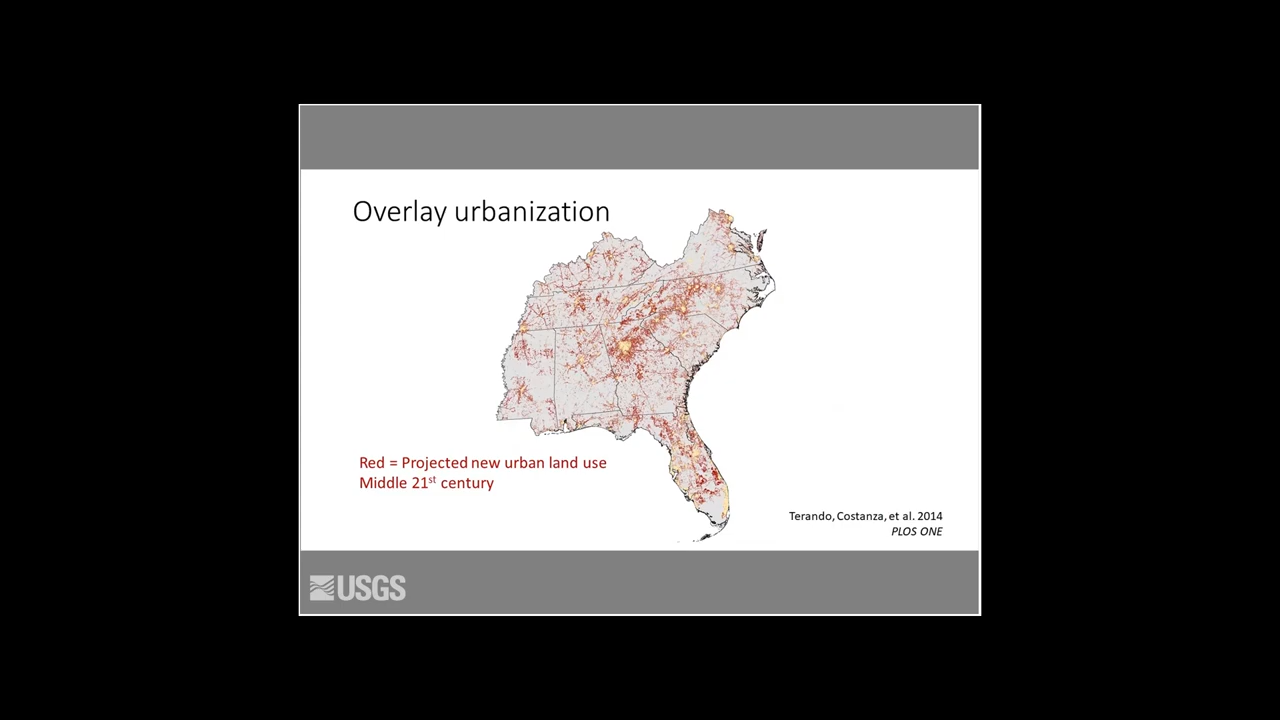 Overlay urbanization
Red = Projected new urban land use
Middle 21st century
Terando, Costanza, et al. 2014
PLOS ONE
USGS